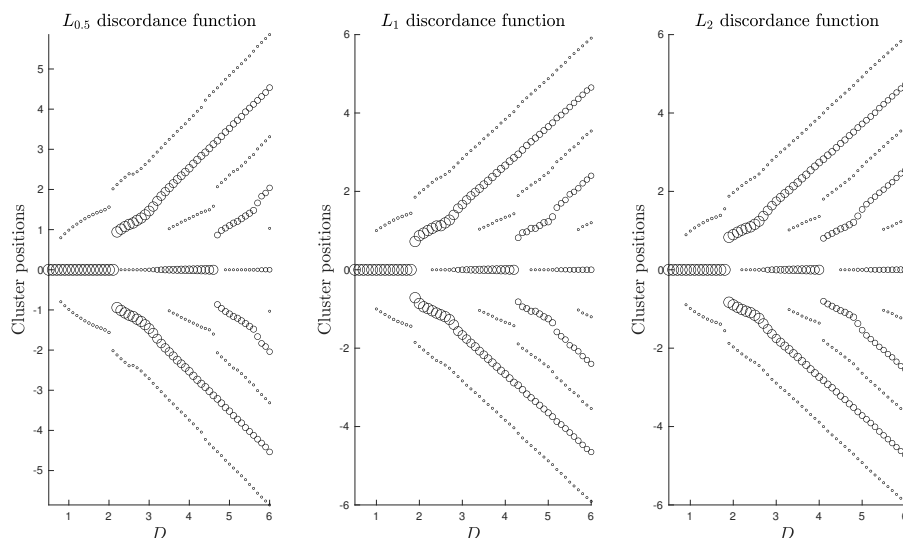 L0.5 discordance function
Cluster positions
5
4
3
2
1
0
-1
-2
-3
-4
-5
1 2 3 4 5 6
D
L1 discordance function
Cluster positions
6
4
2
0
-2
-4
-6
1 2 3 4 5 6
D
L2 discordance function
Cluster positions
6
4
2
0
-2
-4
-6
1 2 3 4 5 6
D